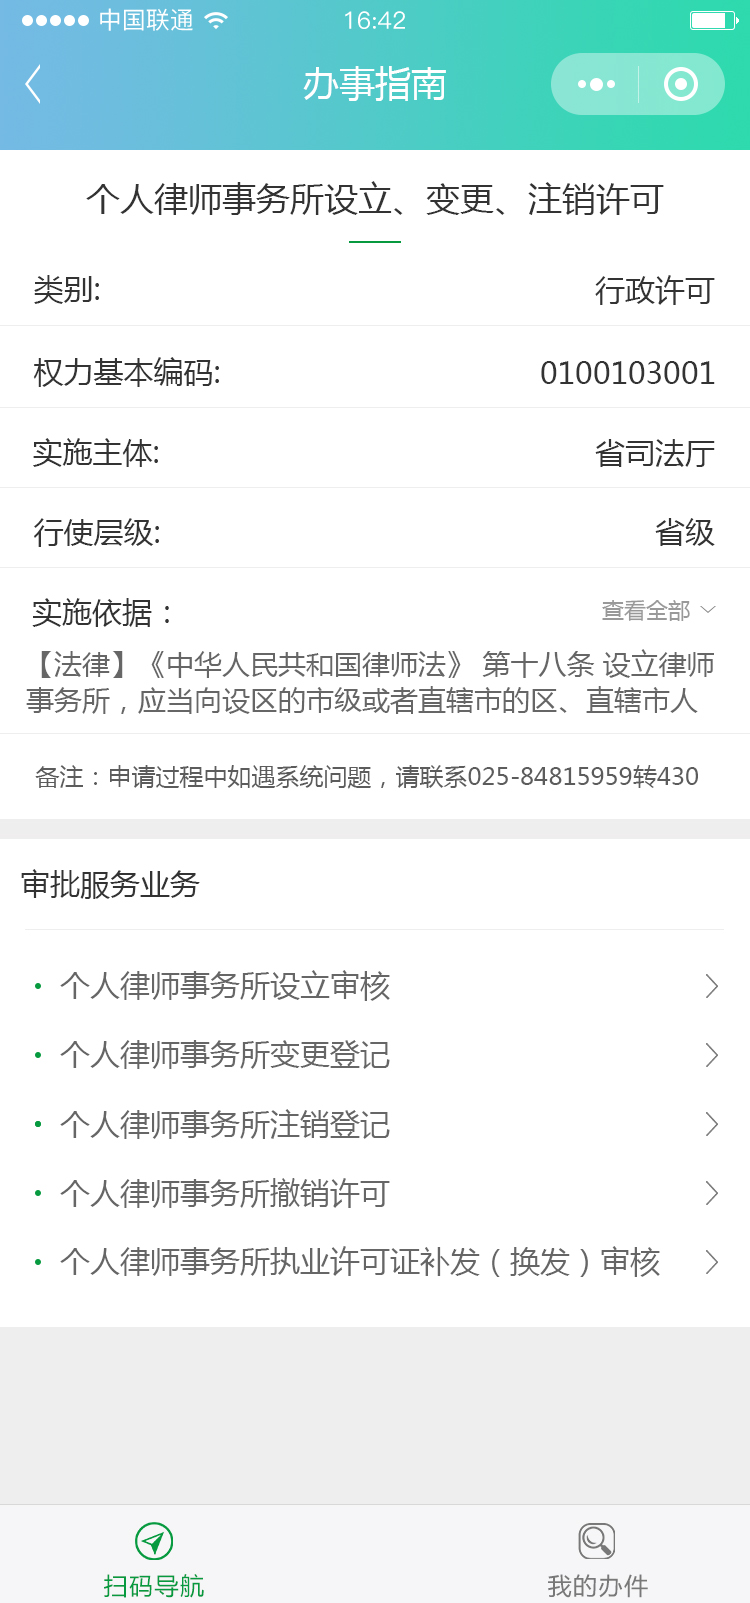 中国联通
16:42
办事指南
个人律师事务所设立、变更、注销许可
类别:
行政许可
权力基本编码:
0100103001
实施主体:
省司法厅
行使层级:
省级
实施依据：
查看全部
【法律】《中华人民共和国律师法》 第十八条 设立律师
事务所，应当向设区的市级或者直辖市的区、直辖市人
备注：申请过程中如遇系统问题，请联系025-84815959转430
审批服务业务
个人律师事务所设立审核
个人律师事务所变更登记
个人律师事务所注销登记
个人律师事务所撤销许可
个人律师事务所执业许可证补发（换发）审核
扫码导航
我的办件